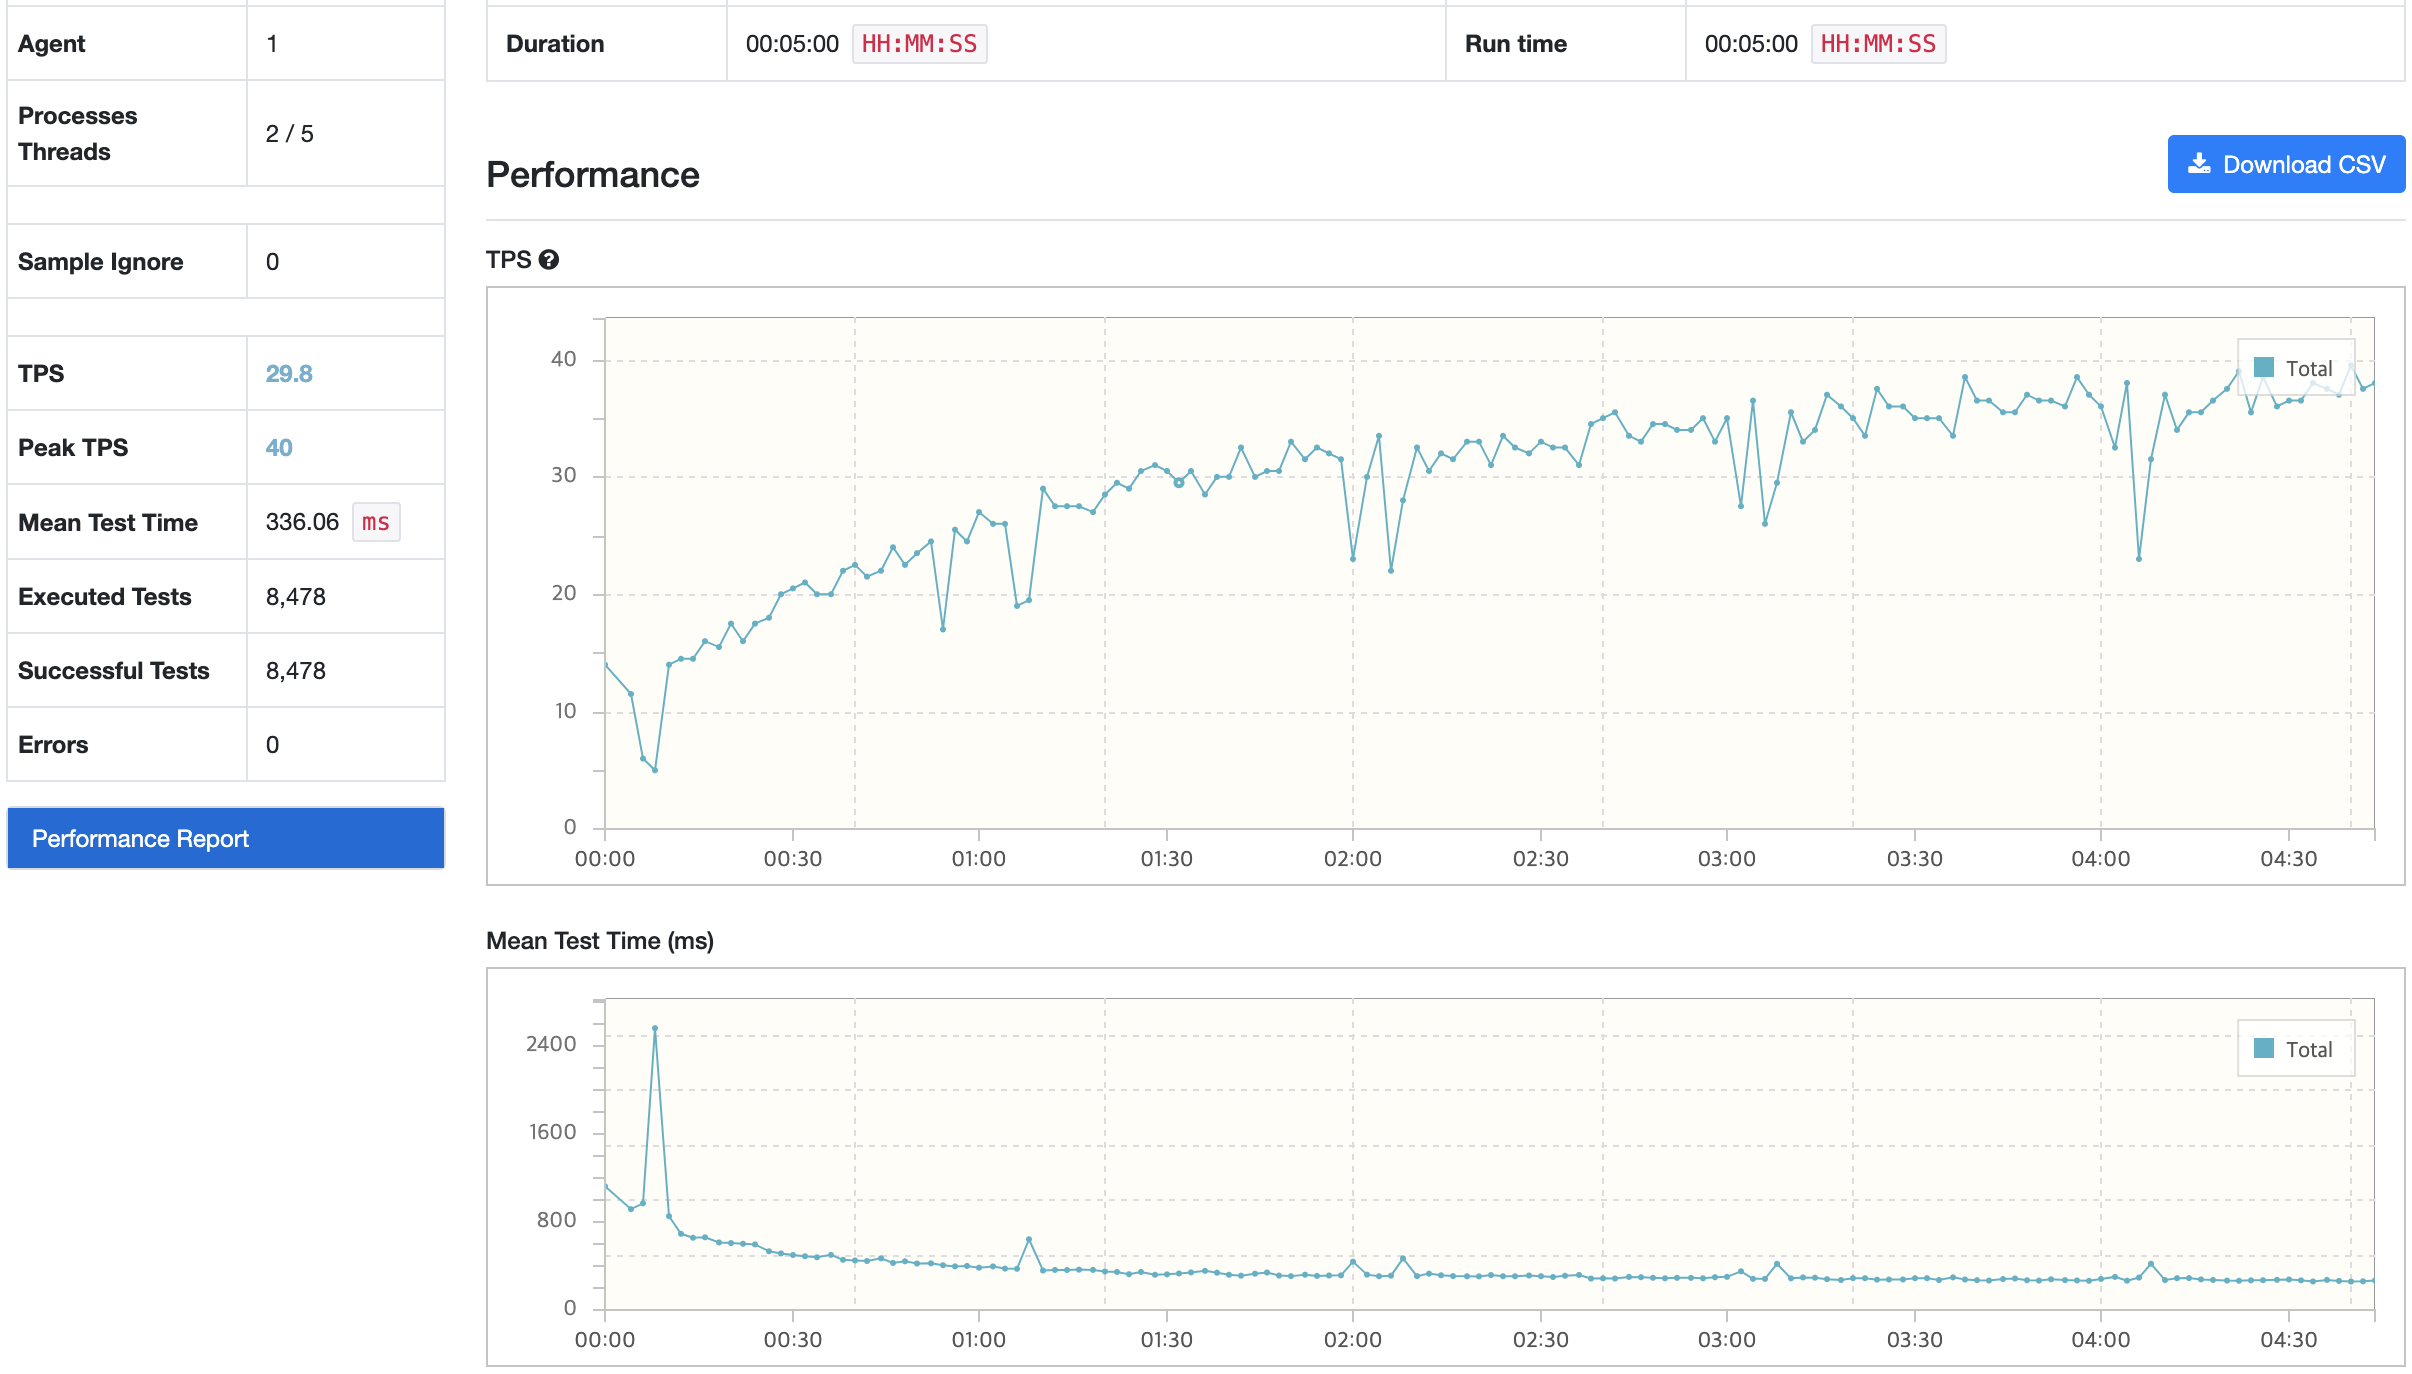 Agent 1
Processes
Threads
2 / 5
Sample Ignore 0
TPS 29.8
Peak TPS 40
Mean Test Time 336.06 ms
Executed Tests 8,478
Successful Tests 8,478
Errors 0
Performance Report
Duration 00:05:00 HH:MM:SS Run time 00:05:00 HH:MM:SS
Performance
Download CSV
TPS ?
40
30
20
10
0
Total
00:00 00:30 01:00 01:30 02:00 02:30 03:00 03:30 04:00 04:30
Mean Test Time (ms)
2400
1600
800
0
Total
00:00 00:30 01:00 01:30 02:00 02:30 03:00 03:30 04:00 04:30